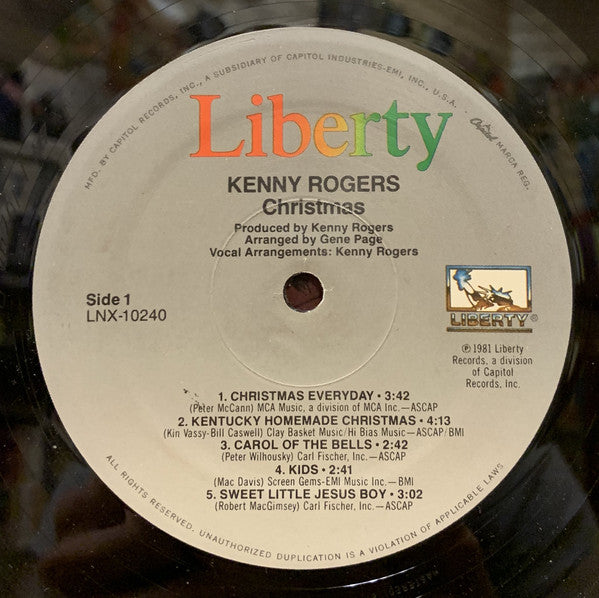 MFD. BY CAPITOL RECORDS, INC., A SUBSIDIARY OF CAPITOL INDUSTRIES-EMI, INC., U.S.A.
Capitol MARCA REG.
Liberty
KENNY ROGERS
Christmas
Produced by Kenny Rogers
Arranged by Gene Page
Vocal Arrangements: Kenny Rogers
Side 1
LNX-10240
LIBERTY®
℗ 1981 Liberty
Records, a division
of Capitol
Records, Inc.
1. CHRISTMAS EVERYDAY • 3:42
(Peter McCann) MCA Music, a division of MCA Inc.—ASCAP
2. KENTUCKY HOMEMADE CHRISTMAS • 4:13
(Kin Vassy-Bill Caswell) Clay Basket Music/Hi Bias Music—ASCAP/BMI
3. CAROL OF THE BELLS • 2:42
(Peter Wilhousky) Carl Fischer, Inc.—ASCAP
4. KIDS • 2:41
(Mac Davis) Screen Gems-EMI Music Inc.—BMI
5. SWEET LITTLE JESUS BOY • 3:02
(Robert MacGimsey) Carl Fischer, Inc.—ASCAP
ALL RIGHTS RESERVED. UNAUTHORIZED DUPLICATION IS A VIOLATION OF APPLICABLE LAWS